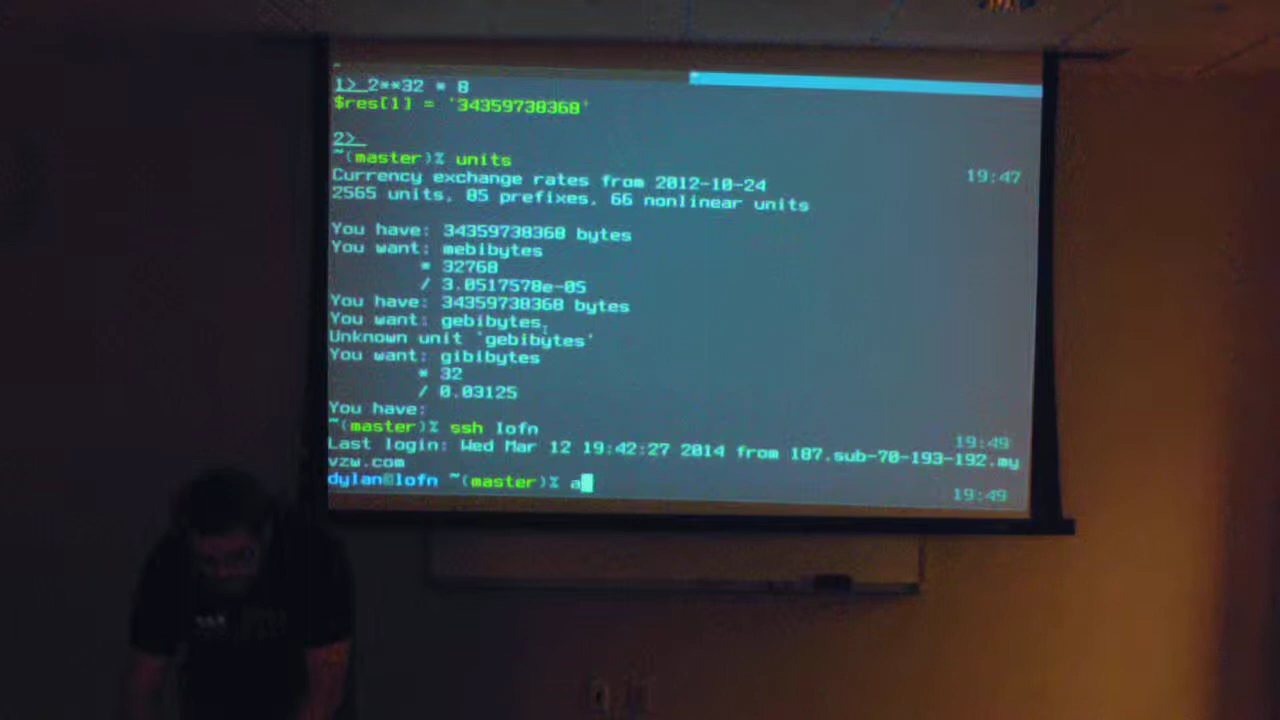 1> 2**32 * 8
$res[1] = '34359738368'
2>
~(master)% units
19:47
Currency exchange rates from 2012-10-24
2565 units, 85 prefixes, 66 nonlinear units
You have: 34359738368 bytes
You want: mebibytes
* 32768
/ 3.0517578e-05
You have: 34359738368 bytes
You want: gebibytes
Unknown unit 'gebibytes'
You want: gibibytes
* 32
/ 0.03125
You have:
~(master)% ssh lofn
19:49
Last login: Wed Mar 12 19:42:27 2014 from 187.sub-70-193-192.my
vzw.com
dylan@lofn ~(master)% a
19:49